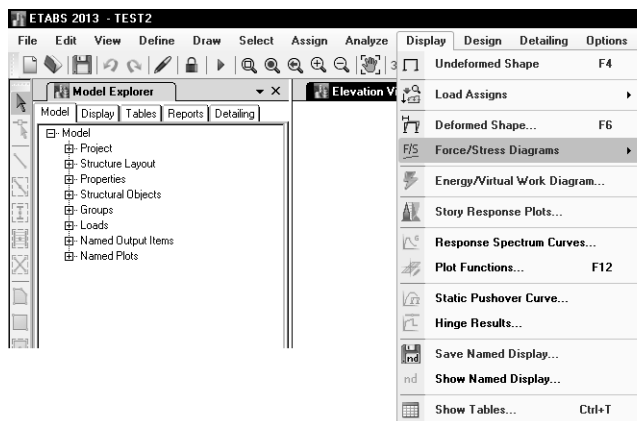 ETABS 2013 - TEST2
File Edit View Define Draw Select Assign Analyze Display Design Detailing Options
3
Model Explorer
Elevation Vi
Model Display Tables Reports Detailing
Model
Project
Structure Layout
Properties
Structural Objects
Groups
Loads
Named Output Items
Named Plots
Undeformed Shape F4
Load Assigns
Deformed Shape... F6
F/S Force/Stress Diagrams
Energy/Virtual Work Diagram...
Story Response Plots...
Response Spectrum Curves...
Plot Functions... F12
Static Pushover Curve...
Hinge Results...
nd Save Named Display...
nd Show Named Display...
Show Tables... Ctrl+T